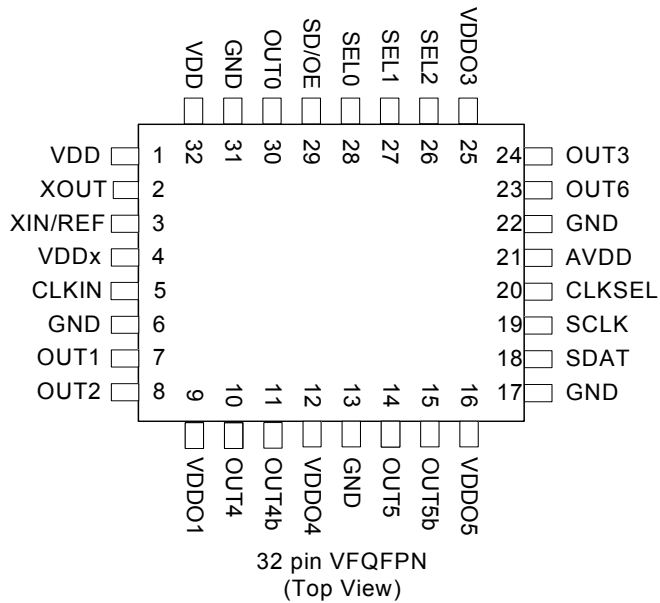 VDD
GND
OUT0
SD/OE
SEL0
SEL1
SEL2
VDDO3
32
31
30
29
28
27
26
25
VDD 1
XOUT 2
XIN/REF 3
VDDx 4
CLKIN 5
GND 6
OUT1 7
OUT2 8
24 OUT3
23 OUT6
22 GND
21 AVDD
20 CLKSEL
19 SCLK
18 SDAT
17 GND
9
10
11
12
13
14
15
16
VDDO1
OUT4
OUT4b
VDDO4
GND
OUT5
OUT5b
VDDO5
32 pin VFQFPN
(Top View)